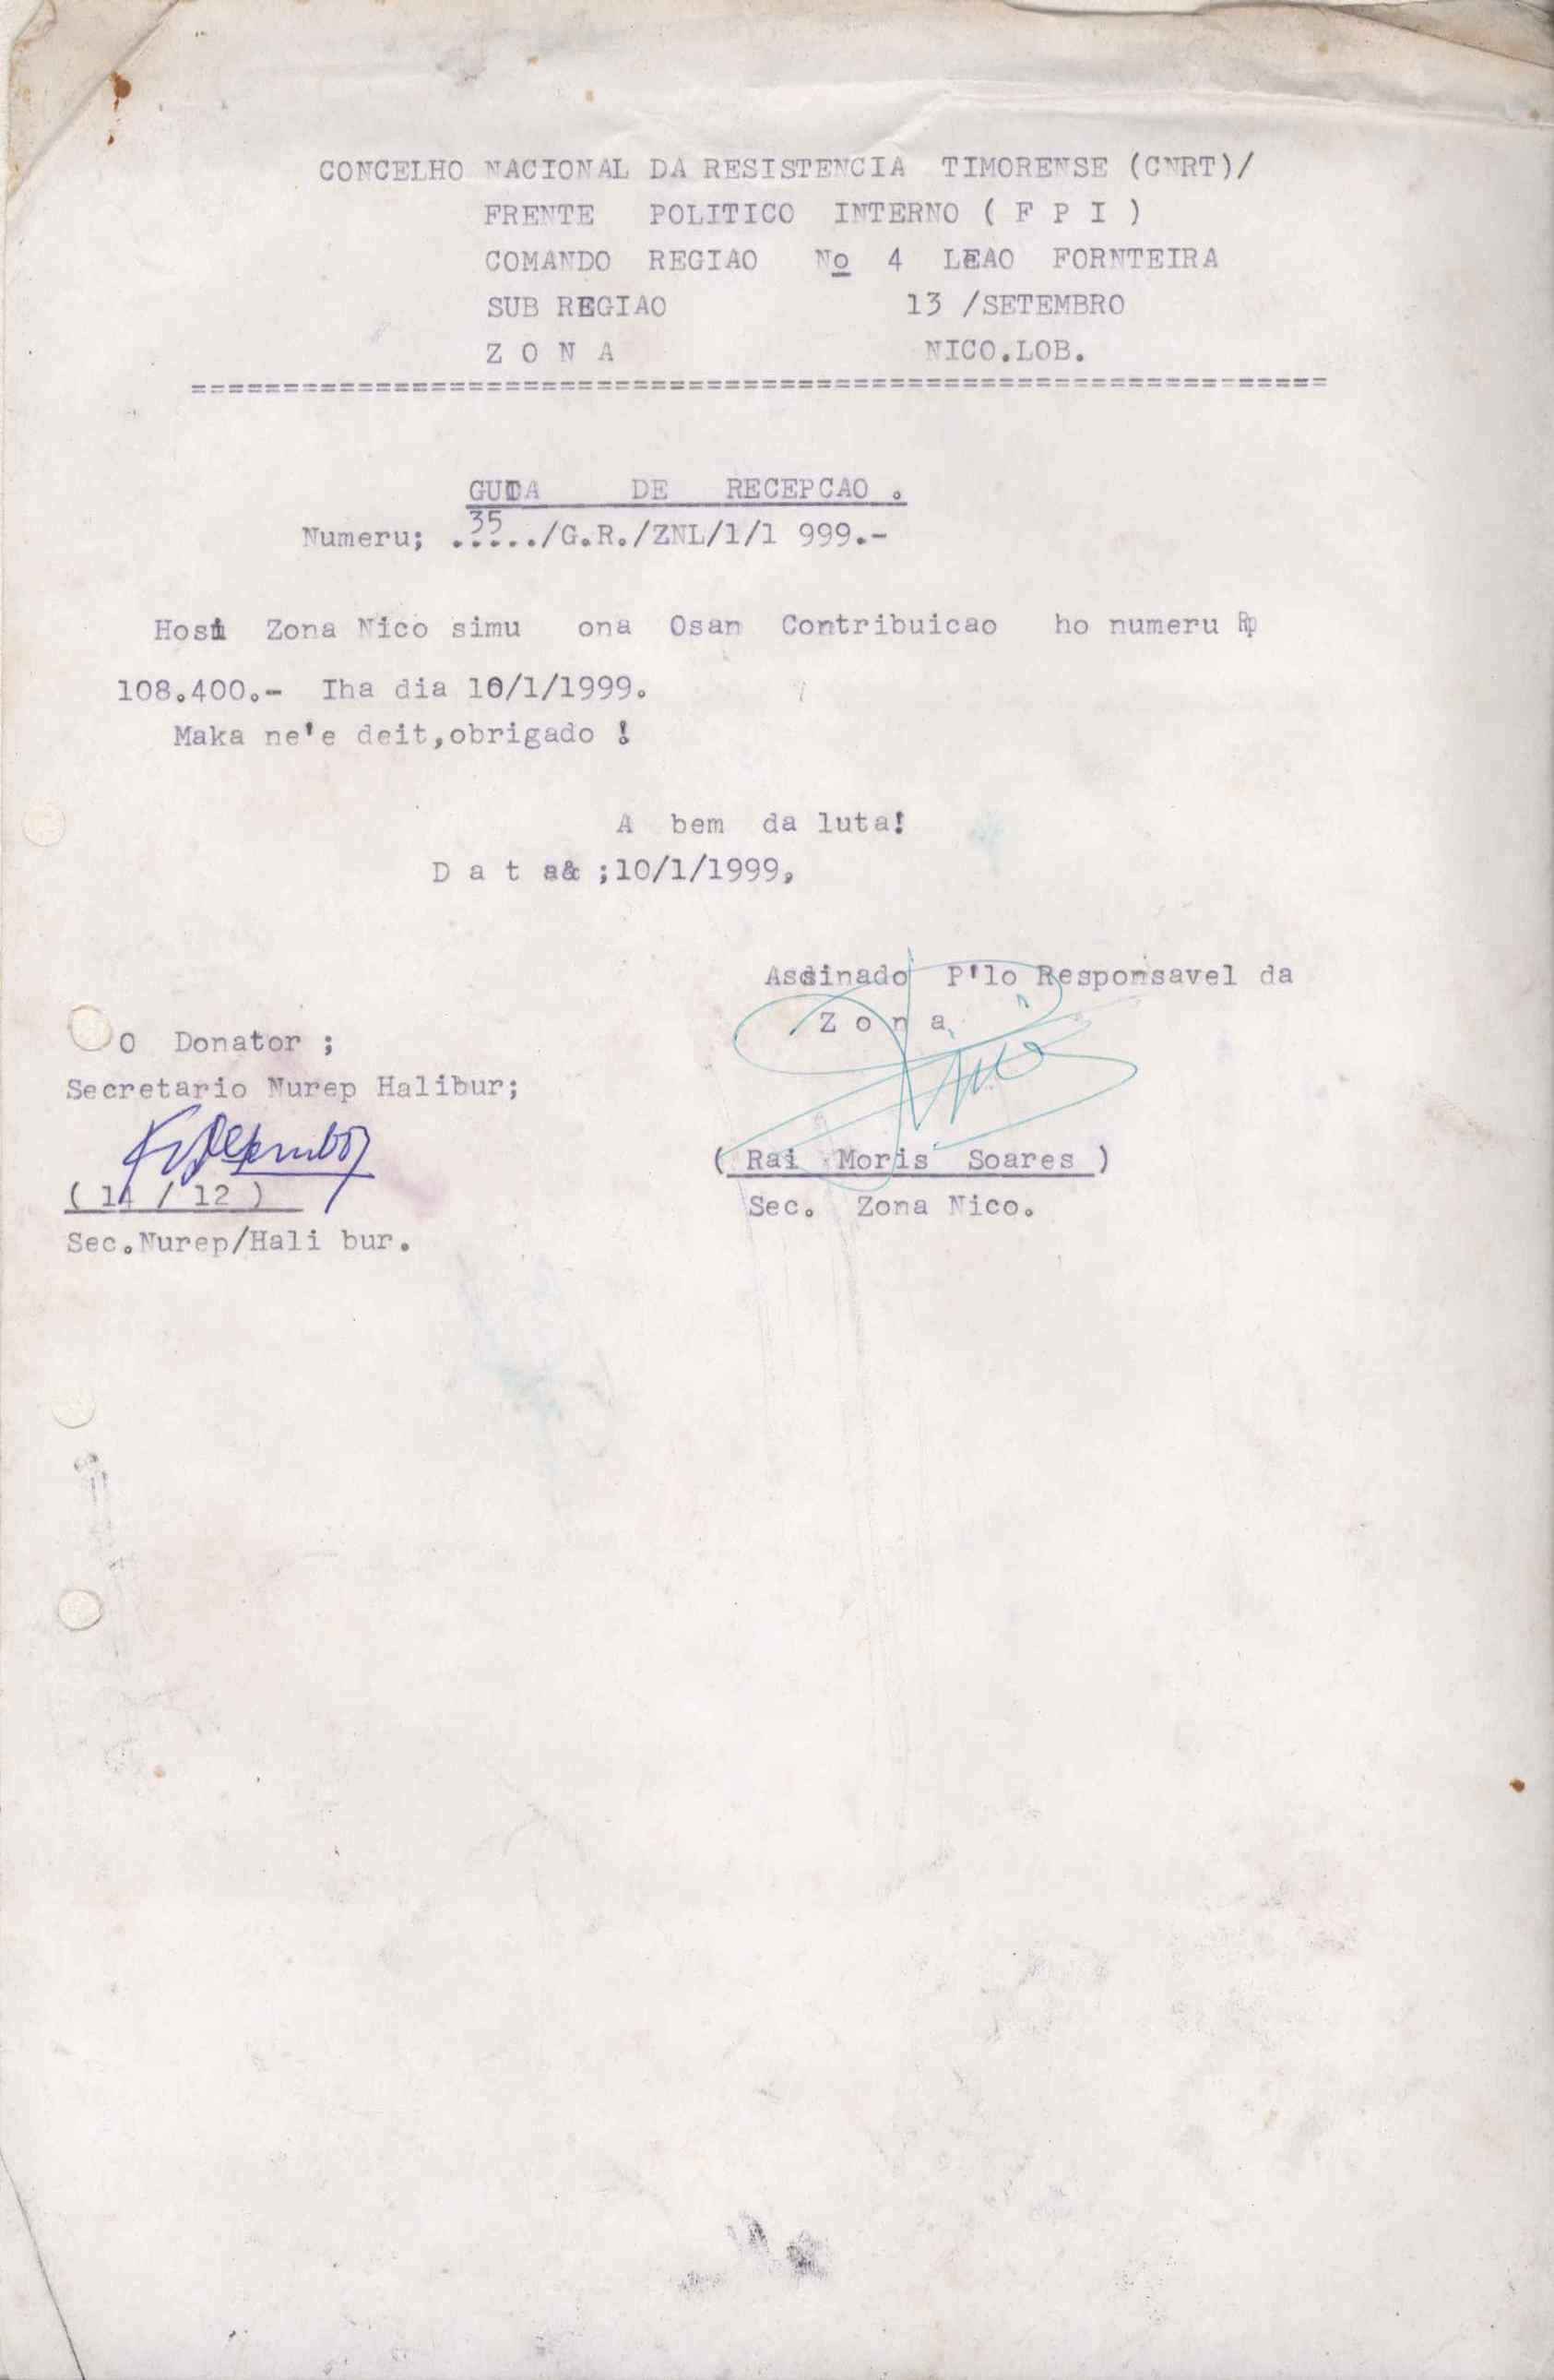 CONCELHO NACIONAL DA RESISTENCIA TIMORENSE (CNRT)/
FRENTE POLITICO INTERNO ( F P I )
COMANDO REGIAO Nº 4 LEAO FORNTEIRA
SUB REGIAO 13 /SETEMBRO
Z O N A NICO.LOB.
==============================================================
GUIA DE RECEPCAO .
Numeru; ..35.../G.R./ZNL/1/1 999.-
Hosi Zona Nico simu ona Osan Contribuicao ho numeru Rp
108.400.- Iha dia 10/1/1999.
Maka ne'e deit,obrigado !
A bem da luta!
D a t a ;10/1/1999,
Assinado P'lo Responsavel da
Z o n a
O Donator ;
Secretario Nurep Halibur;
( Rai Moris Soares )
( 14 / 12 )
Sec. Zona Nico.
Sec.Nurep/Hali bur.